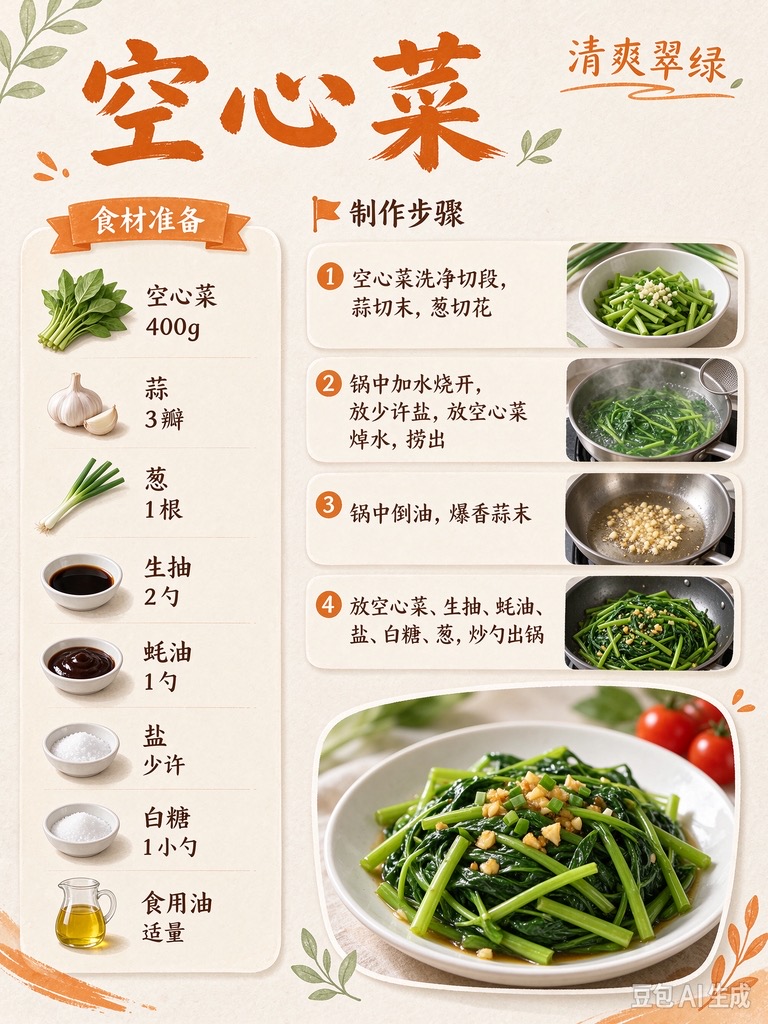 空心菜
清爽翠绿
食材准备
空心菜
400g
蒜
3瓣
葱
1根
生抽
2勺
蚝油
1勺
盐
少许
白糖
1小勺
食用油
适量
制作步骤
1 空心菜洗净切段，
蒜切末，葱切花
2 锅中加水烧开，
放少许盐，放空心菜
焯水，捞出
3 锅中倒油，爆香蒜末
4 放空心菜、生抽、蚝油、
盐、白糖、葱，炒匀出锅
豆包AI生成